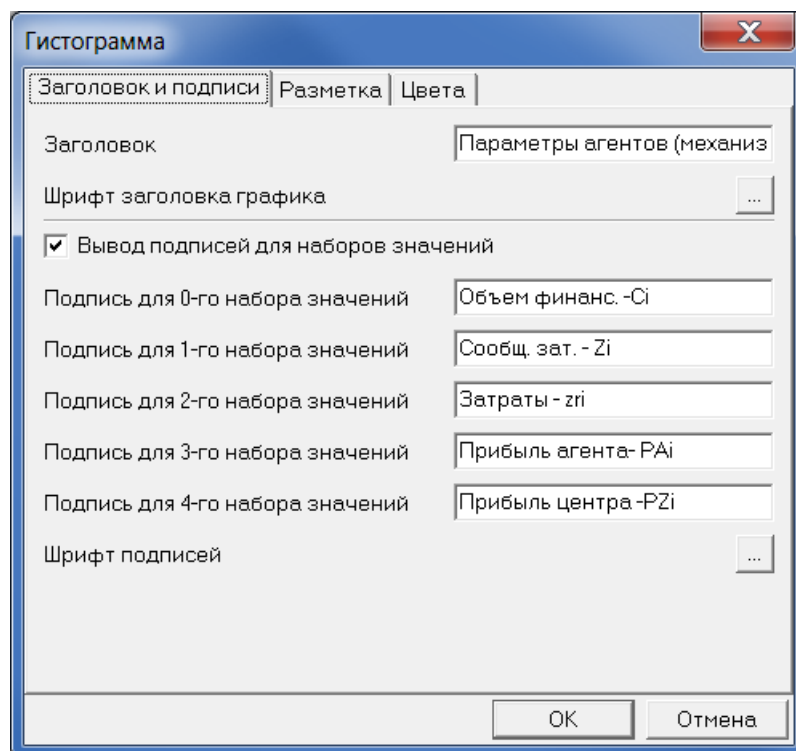 Гистограмма
Заголовок и подписи Разметка Цвета
Заголовок Параметры агентов (механиз
Шрифт заголовка графика ...
Вывод подписей для наборов значений
Подпись для 0-го набора значений Объем финанс. -Ci
Подпись для 1-го набора значений Сообщ. зат. - Zi
Подпись для 2-го набора значений Затраты - zri
Подпись для 3-го набора значений Прибыль агента- PAi
Подпись для 4-го набора значений Прибыль центра -PZi
Шрифт подписей ...
OK Отмена